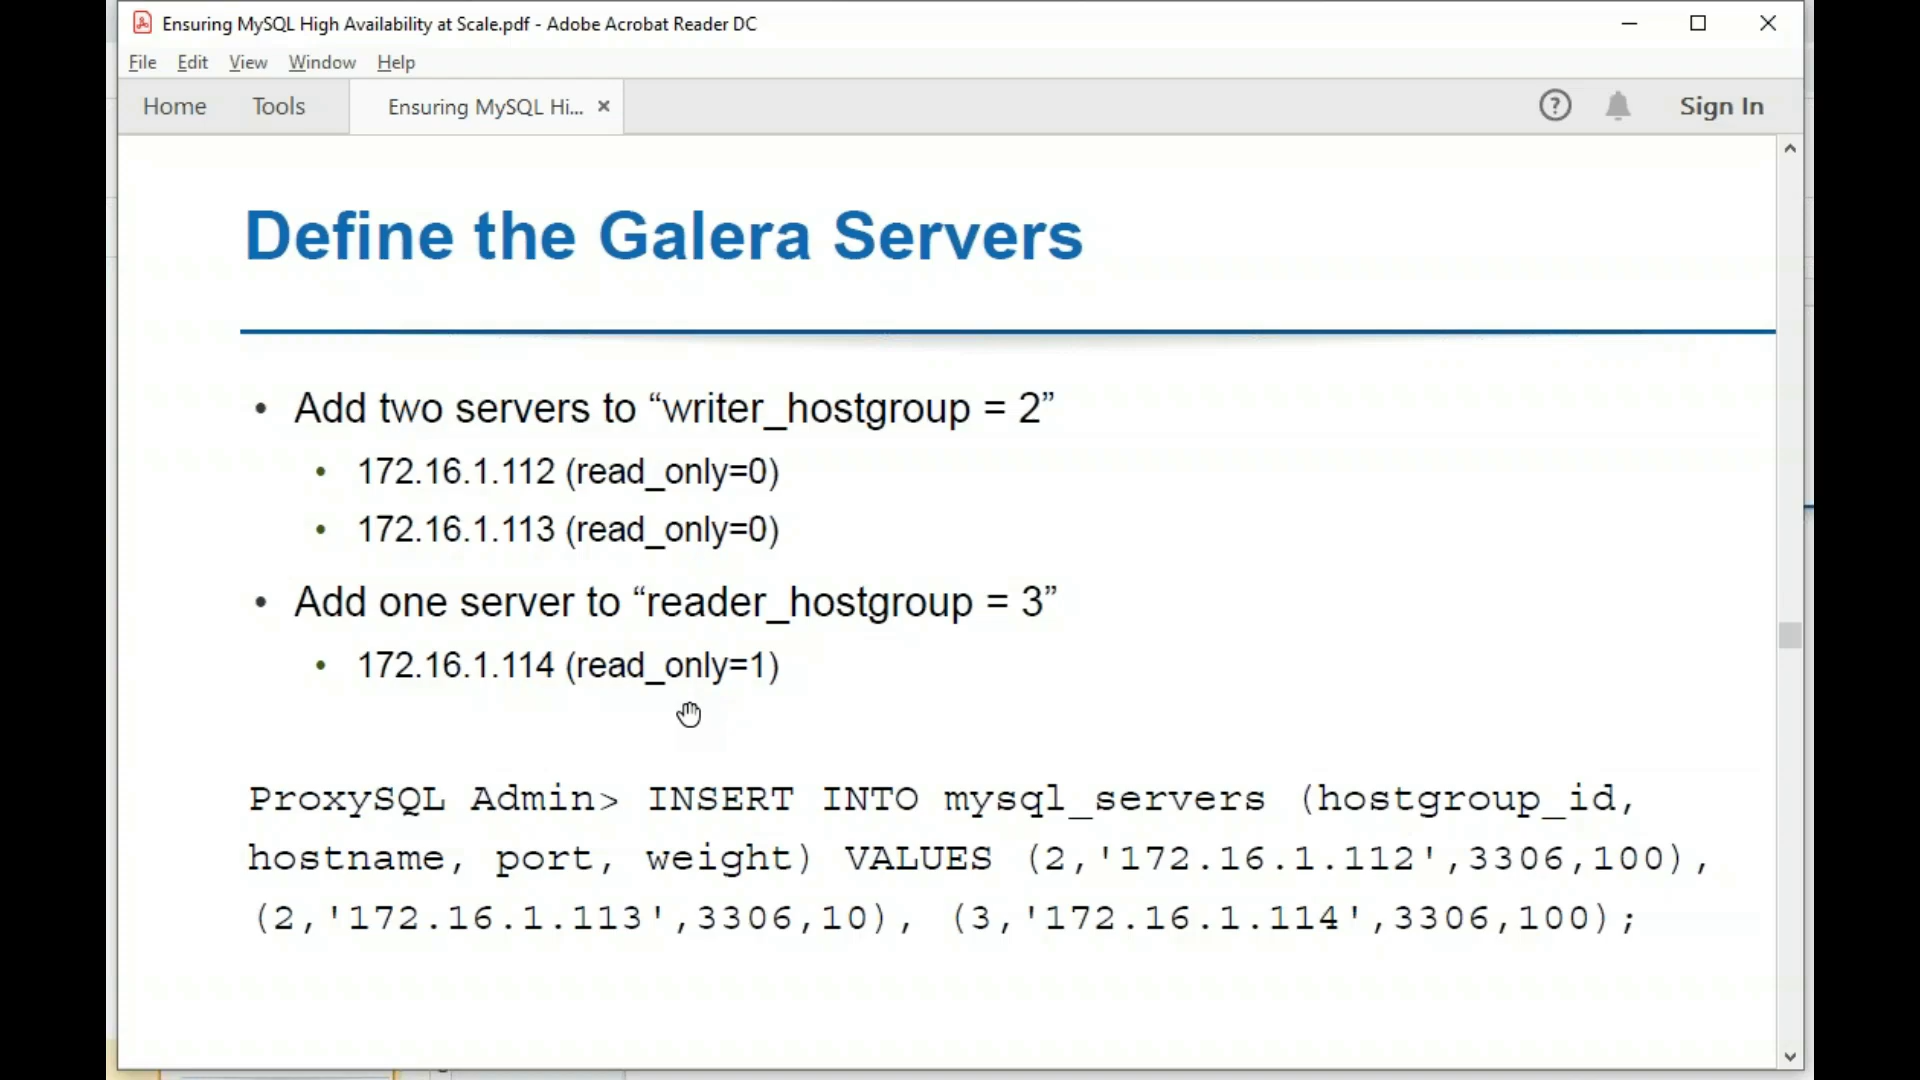 Ensuring MySQL High Availability at Scale.pdf - Adobe Acrobat Reader DC
File Edit View Window Help
Home Tools Ensuring MySQL Hi... Sign In
Define the Galera Servers
• Add two servers to “writer_hostgroup = 2”
• 172.16.1.112 (read_only=0)
• 172.16.1.113 (read_only=0)
• Add one server to “reader_hostgroup = 3”
• 172.16.1.114 (read_only=1)
ProxySQL Admin> INSERT INTO mysql_servers (hostgroup_id,
hostname, port, weight) VALUES (2,'172.16.1.112',3306,100),
(2,'172.16.1.113',3306,10), (3,'172.16.1.114',3306,100);